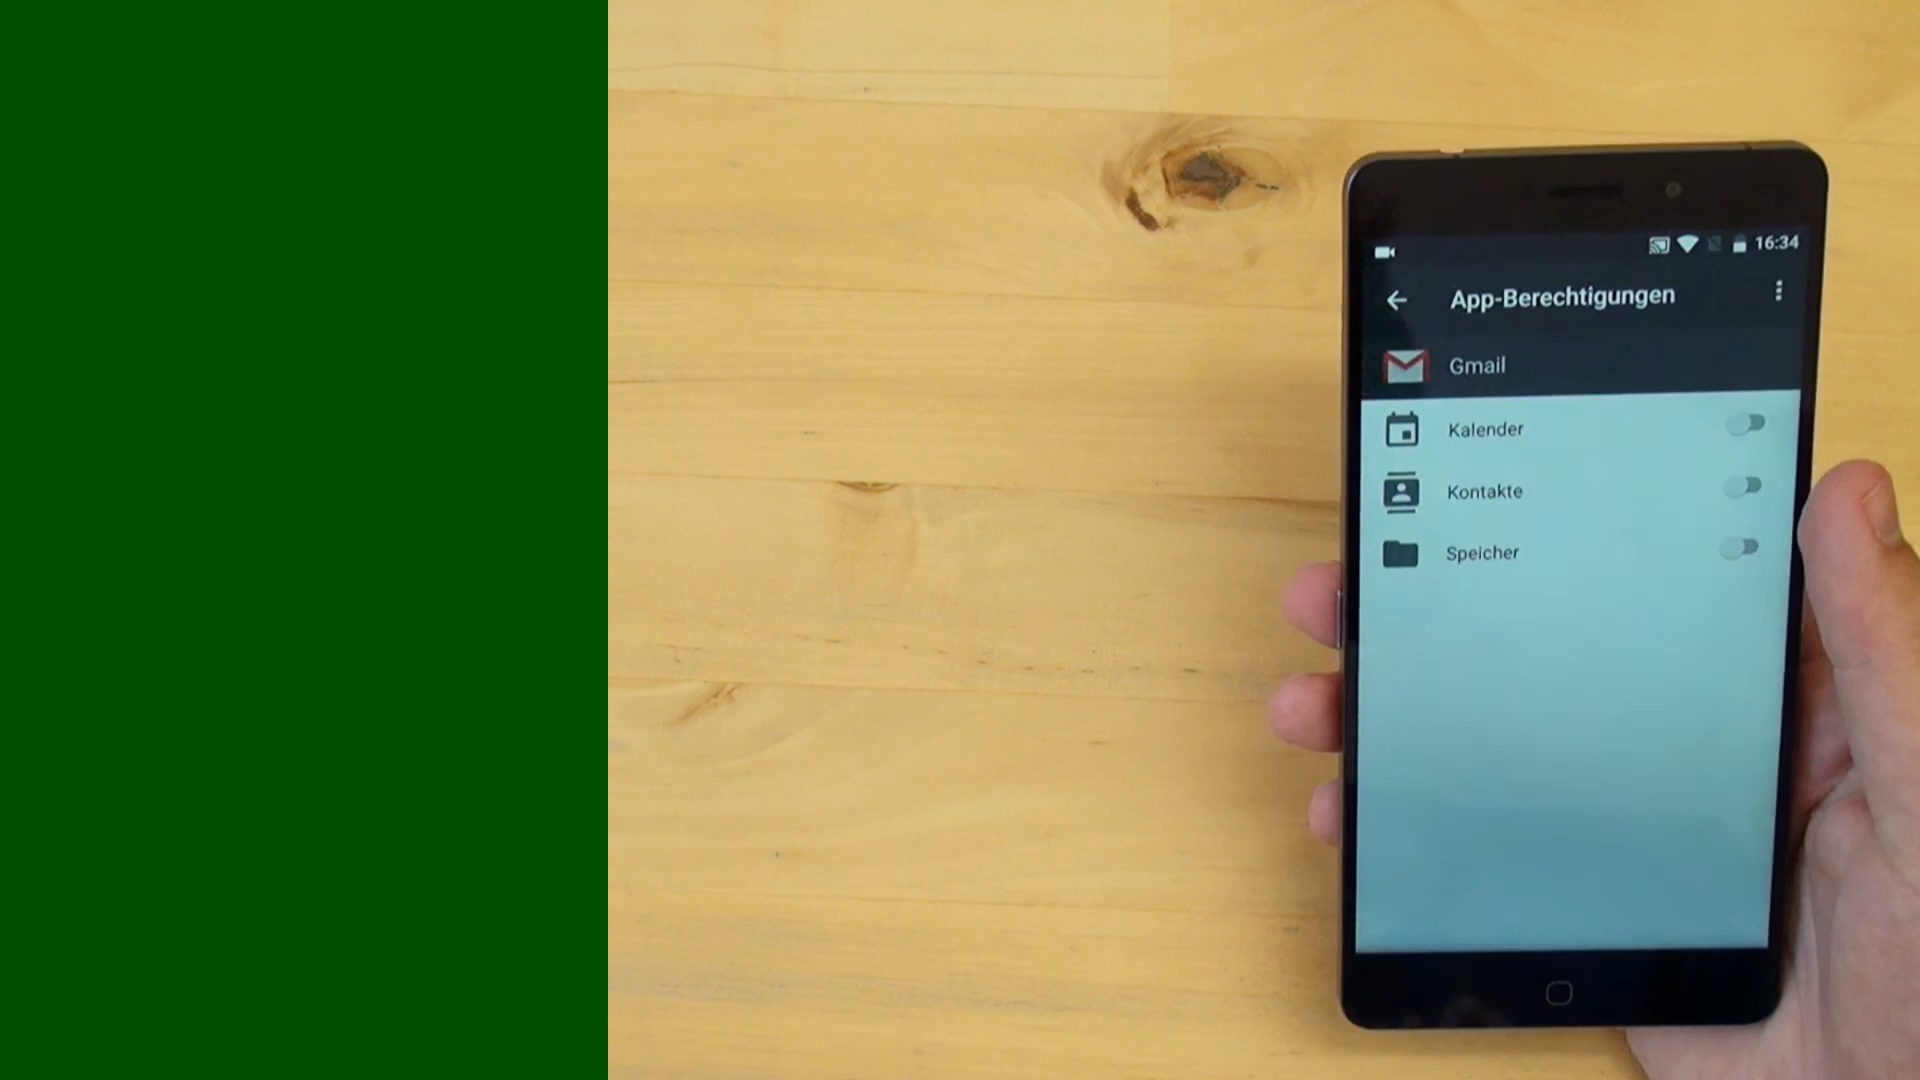 16:34
App-Berechtigungen
Gmail
Kalender
Kontakte
Speicher